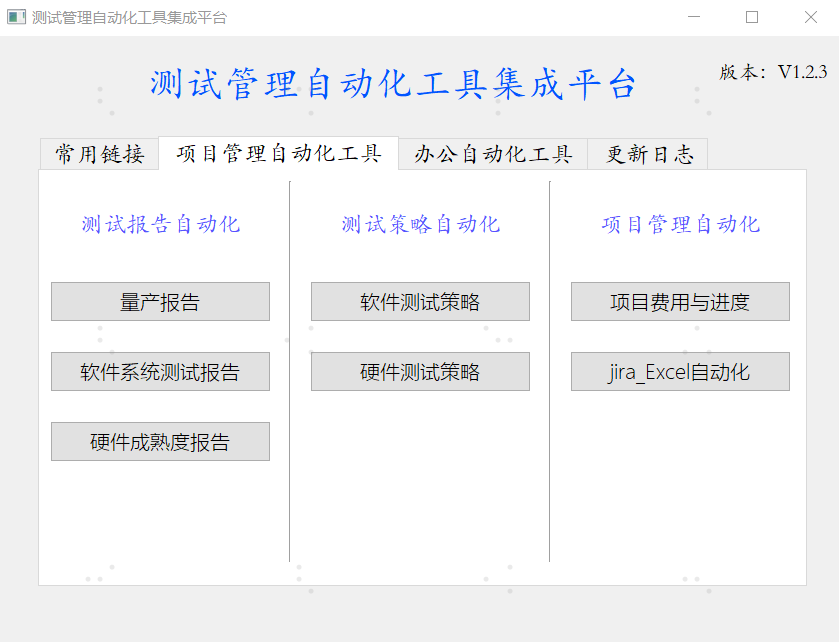 测试管理自动化工具集成平台
测试管理自动化工具集成平台
版本：V1.2.3
常用链接 项目管理自动化工具 办公自动化工具 更新日志
测试报告自动化 测试策略自动化 项目管理自动化
量产报告 软件测试策略 项目费用与进度
软件系统测试报告 硬件测试策略 jira_Excel自动化
硬件成熟度报告